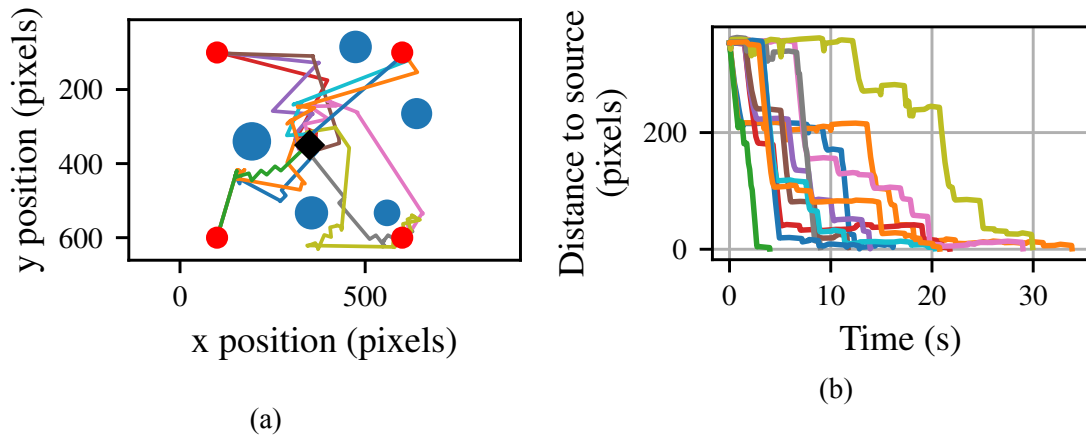 y position (pixels)
200
400
600
0
500
x position (pixels)
(a)
Distance to source
(pixels)
200
0
0
10
20
30
Time (s)
(b)